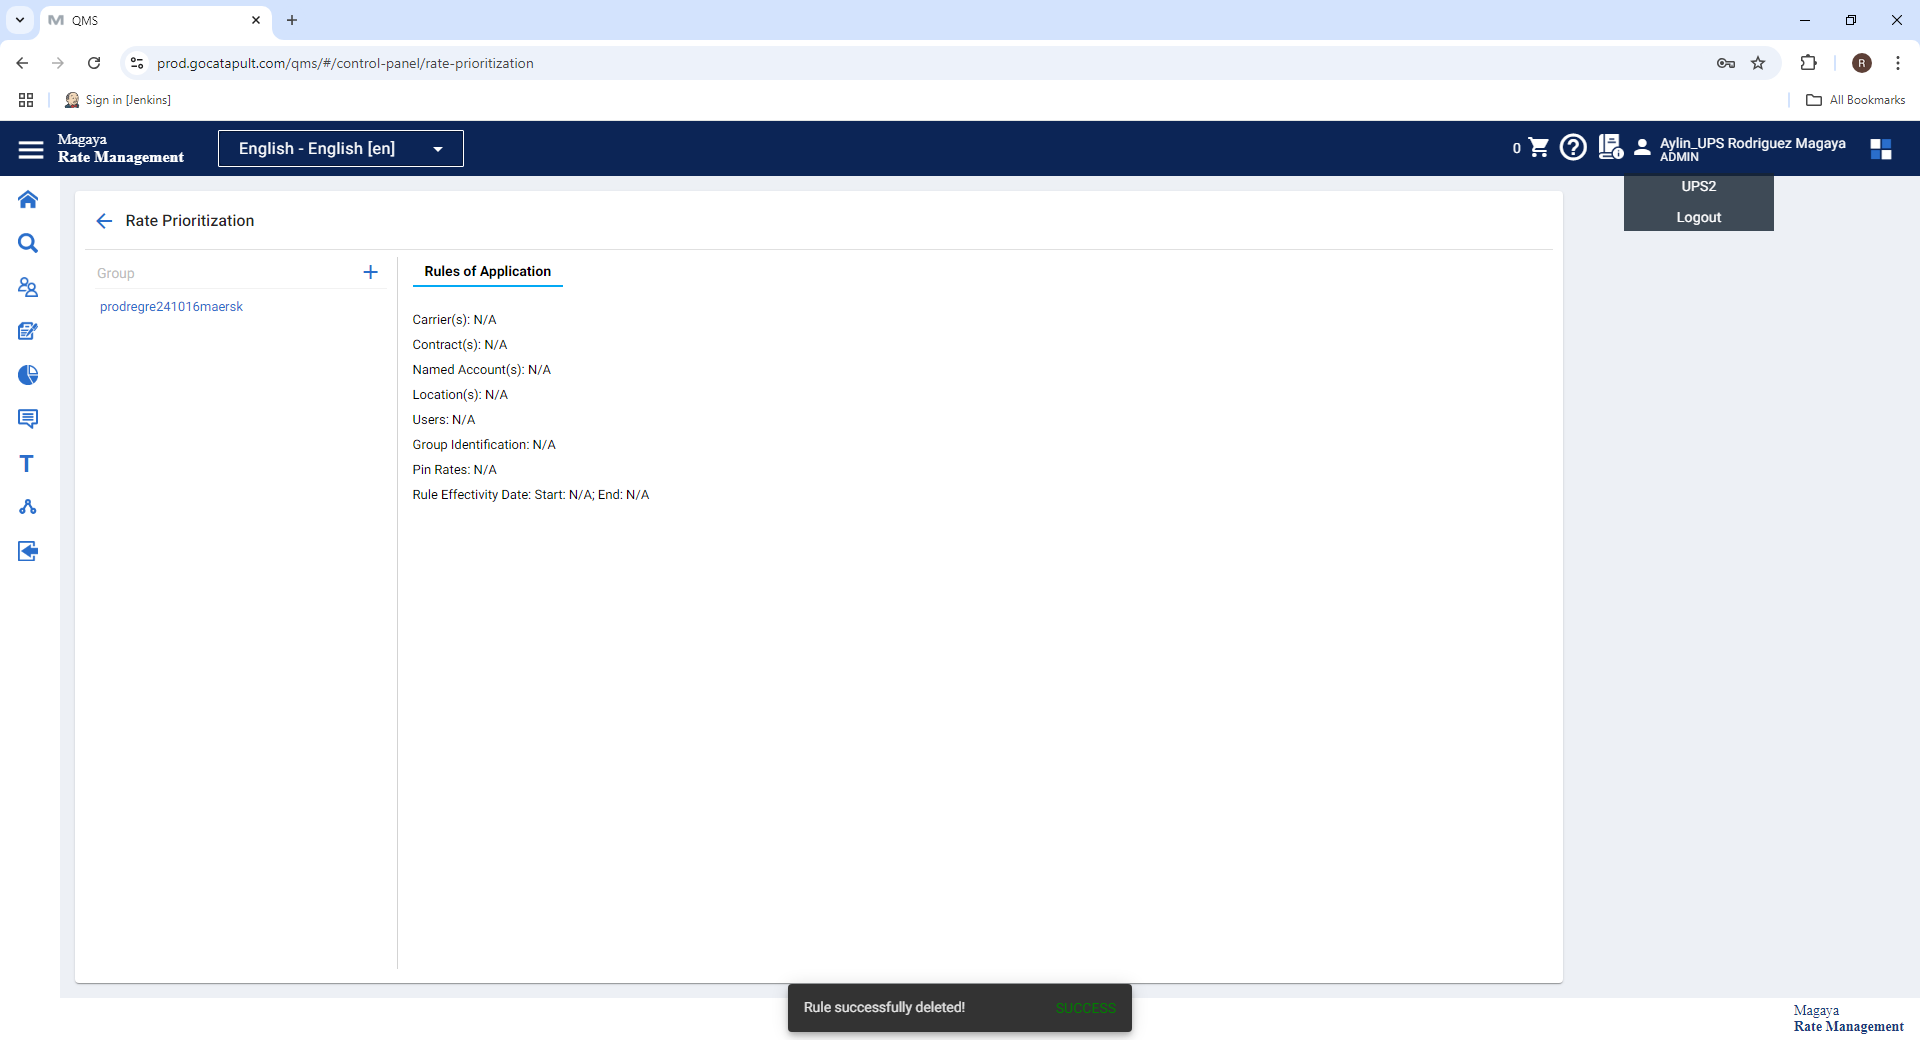 QMS
prod.gocatapult.com/qms/#/control-panel/rate-prioritization
R
Sign in [Jenkins]
All Bookmarks
Magaya
Rate Management
English - English [en]
0
Aylin_UPS Rodriguez Magaya
ADMIN
UPS2
Logout
Rate Prioritization
Group
prodregre241016maersk
Rules of Application
Carrier(s): N/A
Contract(s): N/A
Named Account(s): N/A
Location(s): N/A
Users: N/A
Group Identification: N/A
Pin Rates: N/A
Rule Effectivity Date: Start: N/A; End: N/A
Rule successfully deleted! SUCCESS
Magaya
Rate Management